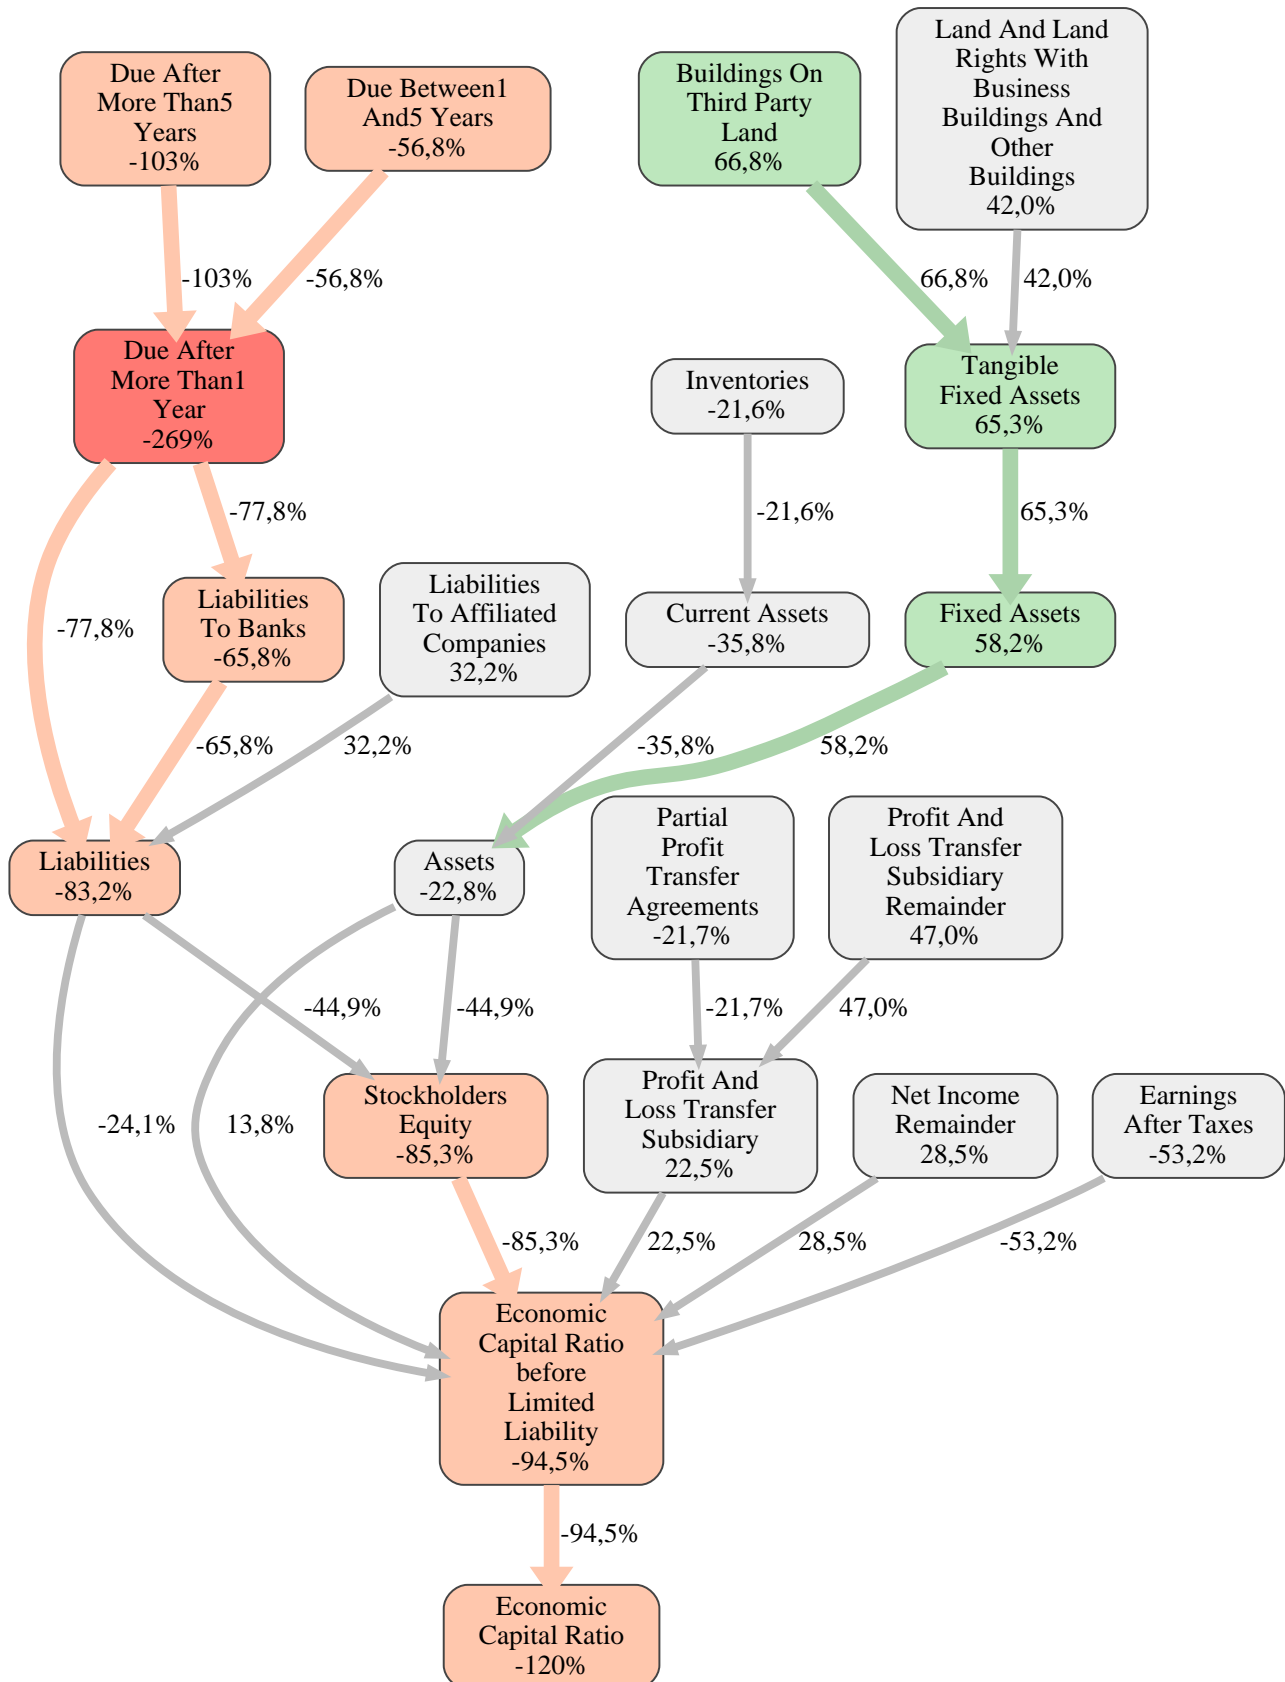 Due After
More Than5
Years
-103%
Due Between1
And5 Years
-56,8%
Buildings On
Third Party
Land
66,8%
Land And Land
Rights With
Business
Buildings And
Other
Buildings
42,0%
-103%
-56,8%
66,8%
42,0%
Due After
More Than1
Year
-269%
Inventories
-21,6%
Tangible
Fixed Assets
65,3%
-77,8%
-21,6%
65,3%
-77,8%
Liabilities
To Banks
-65,8%
Liabilities
To Affiliated
Companies
32,2%
Current Assets
-35,8%
Fixed Assets
58,2%
-65,8%
32,2%
-35,8%
58,2%
Liabilities
-83,2%
Assets
-22,8%
Partial
Profit
Transfer
Agreements
-21,7%
Profit And
Loss Transfer
Subsidiary
Remainder
47,0%
-44,9%
-44,9%
-21,7%
47,0%
-24,1%
13,8%
Stockholders
Equity
-85,3%
Profit And
Loss Transfer
Subsidiary
22,5%
Net Income
Remainder
28,5%
Earnings
After Taxes
-53,2%
-85,3%
22,5%
28,5%
-53,2%
Economic
Capital Ratio
before
Limited
Liability
-94,5%
-94,5%
Economic
Capital Ratio
-120%